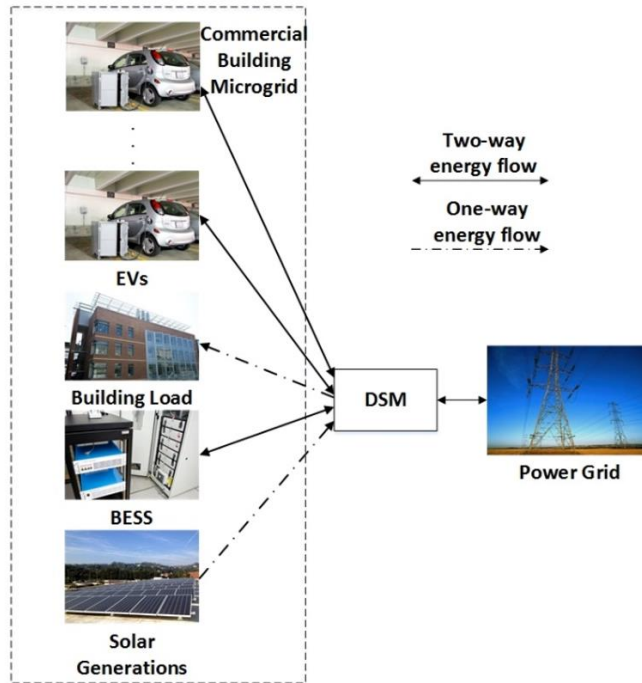 Commercial
Building
Microgrid
EVs
Building Load
BESS
Solar
Generations
DSM
Two-way
energy flow
One-way
energy flow
Power Grid